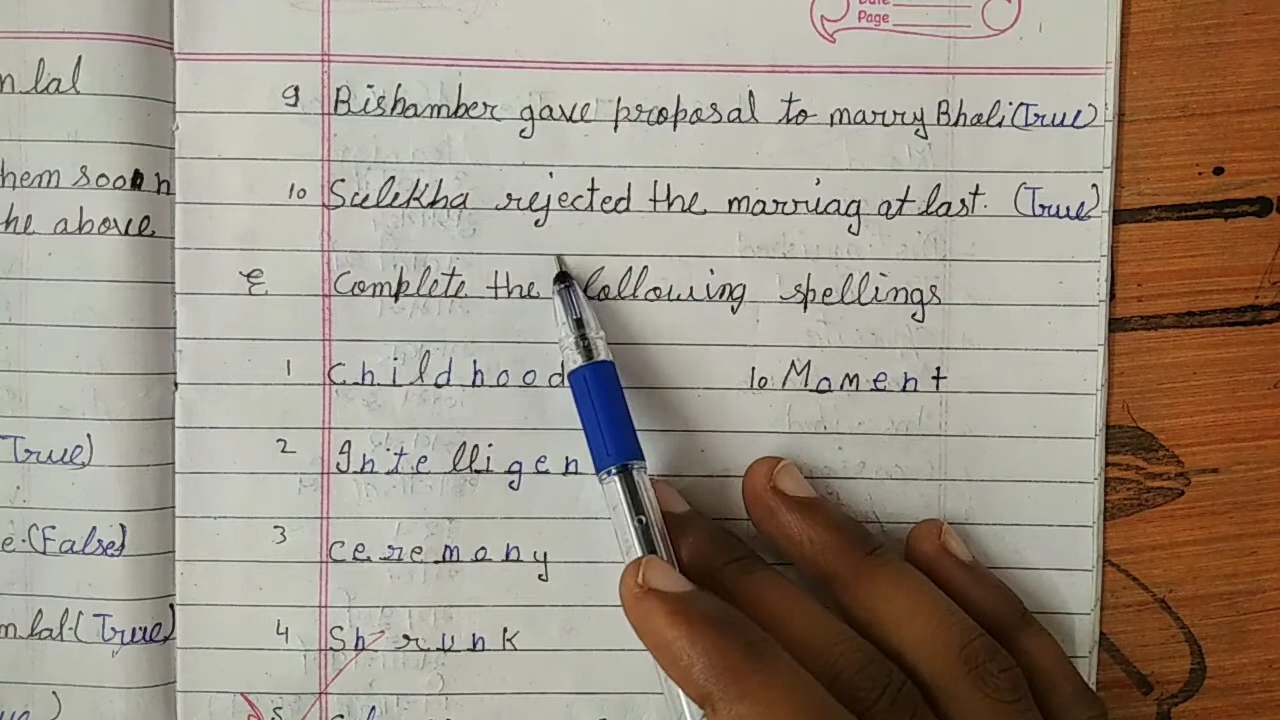 Page
n lal
9 Bishamber gave proposal to marry Bholi (True)
hem soon
10 Sulekha rejected the marriag at last. (True)
he above
E Complete the following spellings
1 childhood
10 Moment
True)
2 Intelligen
e. (False)
3 ceremony
n lal (True)
4 Shrunk
5